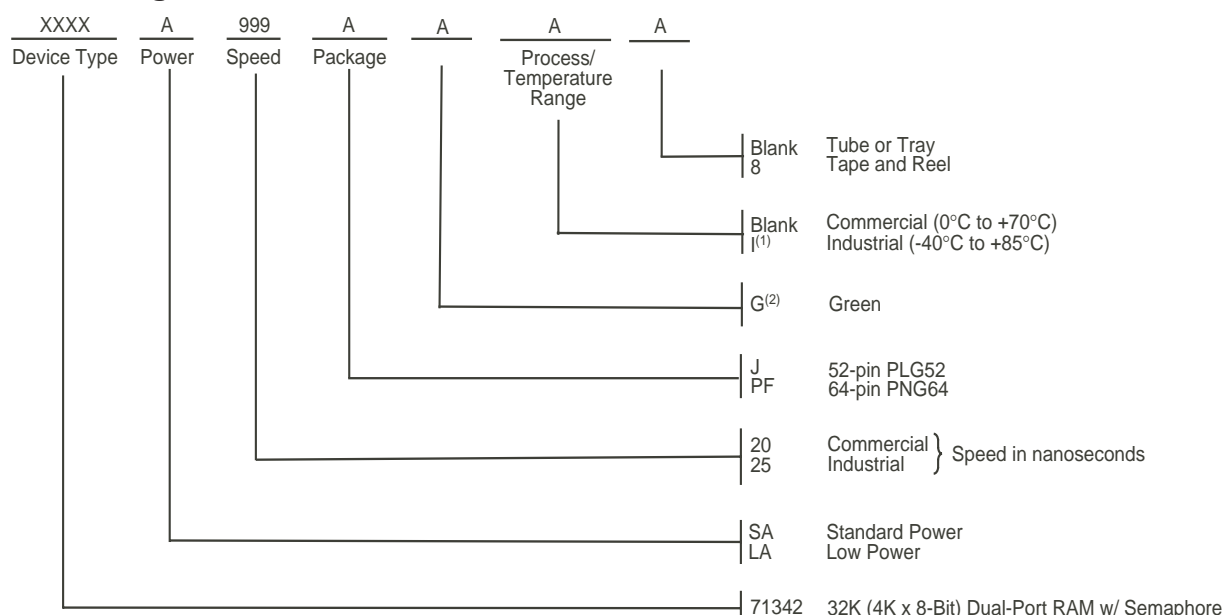 XXXX A 999 A A A A
Device Type Power Speed Package Process/
Temperature
Range
Blank Tube or Tray
8 Tape and Reel
Blank Commercial (0°C to +70°C)
I(1) Industrial (-40°C to +85°C)
G(2) Green
J 52-pin PLG52
PF 64-pin PNG64
20 Commercial
25 Industrial } Speed in nanoseconds
SA Standard Power
LA Low Power
71342 32K (4K x 8-Bit) Dual-Port RAM w/ Semaphore